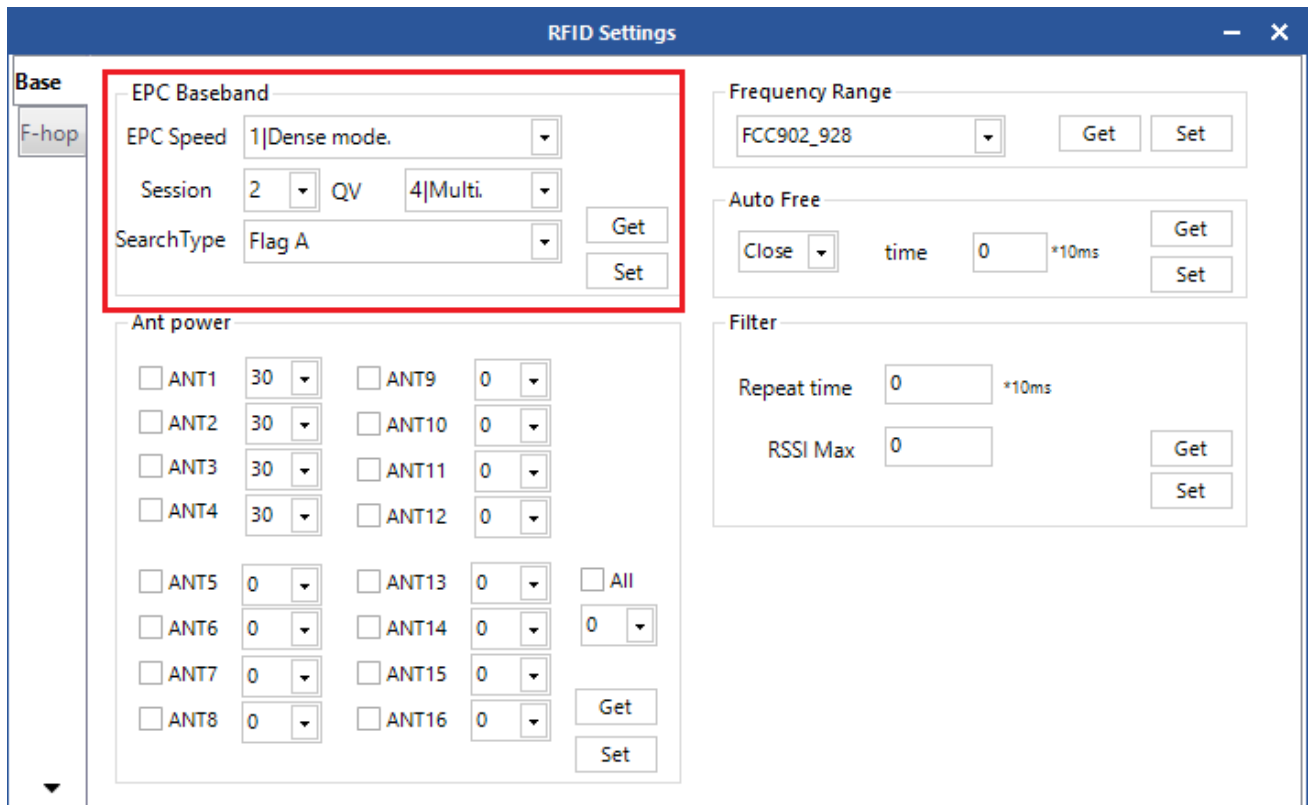 RFID Settings
Base
F-hop
EPC Baseband
EPC Speed 1|Dense mode.
Session 2 QV 4|Multi.
SearchType Flag A
Get
Set
Ant power
ANT1 30 ANT9 0
ANT2 30 ANT10 0
ANT3 30 ANT11 0
ANT4 30 ANT12 0
ANT5 0 ANT13 0 All
ANT6 0 ANT14 0 0
ANT7 0 ANT15 0
ANT8 0 ANT16 0
Get
Set
Frequency Range
FCC902_928 Get Set
Auto Free
Close time 0 *10ms
Get
Set
Filter
Repeat time 0 *10ms
RSSI Max 0
Get
Set